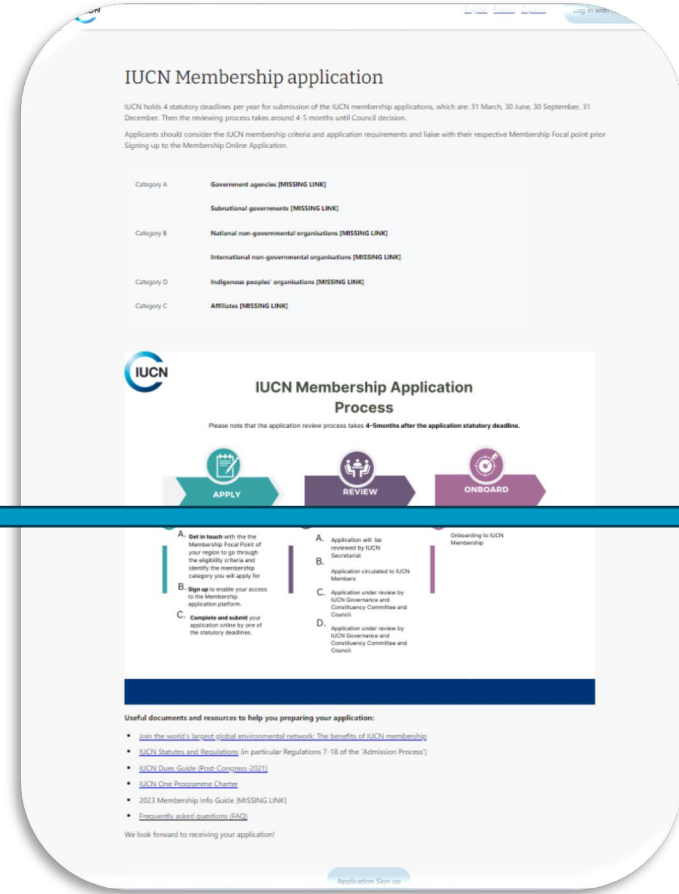 IUCN Membership application
IUCN holds 4 statutory deadlines per year for submission of the IUCN membership applications, which are: 31 March, 30 June, 30 September, 31
December. Then the reviewing process takes around 4-5 months until Council decision.
Applicants should consider the IUCN membership criteria and application requirements and liaise with their respective Membership Focal point prior
Signing up to the Membership Online Application.
Category A Government agencies [MISSING LINK]
Subnational governments [MISSING LINK]
Category B National non-governmental organisations [MISSING LINK]
International non-governmental organisations [MISSING LINK]
Category D Indigenous peoples' organisations [MISSING LINK]
Category C Affiliates [MISSING LINK]
IUCN
IUCN Membership Application
Process
Please note that the application review process takes 4-5months after the application statutory deadline.
APPLY
REVIEW
ONBOARD
A. Get in touch with the the
Membership Focal Point of
your region to go through
the eligibility criteria and
identify the membership
category you will apply for
B. Sign up to enable your access
to the Membership
application platform.
C. Complete and submit your
application online by one of
the statutory deadlines.
A. Application will be
reviewed by IUCN
Secretariat
B.
Application circulated to IUCN
Members
C. Application under review by
IUCN Governance and
Constituency Committee and
Council.
D.
Application under review by
IUCN Governance and
Constituency Committee and
Council.
Onboarding to IUCN
Membership
Useful documents and resources to help you preparing your application:
Join the world's largest global environmental network: The benefits of IUCN membership
IUCN Statutes and Regulations (in particular Regulations 7-18 of the 'Admission Process')
IUCN Dues Guide (Post-Congress-2021)
IUCN One Programme Charter
2023 Membership Info Guide [MISSING LINK]
Frequently asked questions (FAQ)
We look forward to receiving your application!
Application Sign up